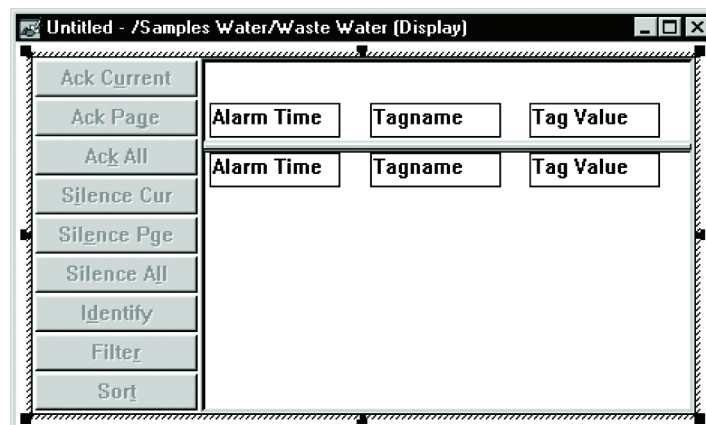 Untitled - /Samples Water/Waste Water (Display)
Ack Current
Ack Page
Ack All
Silence Cur
Silence Pge
Silence All
Identify
Filter
Sort
Alarm Time Tagname Tag Value
Alarm Time Tagname Tag Value